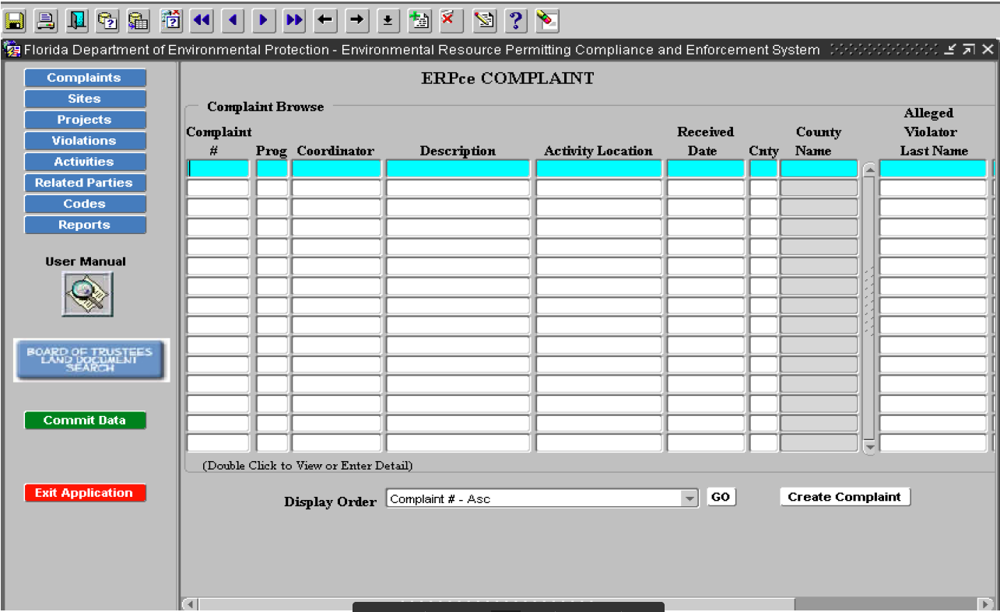 Florida Department of Environmental Protection - Environmental Resource Permitting Compliance and Enforcement System
Complaints
Sites
Projects
Violations
Activities
Related Parties
Codes
Reports
User Manual
BOARD OF TRUSTEES
LAND DOCUMENT
SEARCH
Commit Data
Exit Application
ERPce COMPLAINT
Complaint Browse
Complaint
#
Prog
Coordinator
Description
Activity Location
Received
Date
Cnty
County
Name
Alleged
Violator
Last Name
(Double Click to View or Enter Detail)
Display Order
Complaint # - Asc
GO
Create Complaint